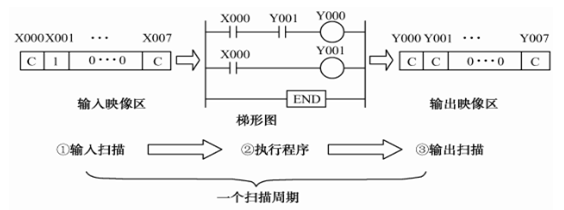 X000 Y001 Y000
X000X001 ··· X007
Y000 Y001 ··· Y007
C 1 0···0 C
X000 Y001
C C 0···0 C
END
输入映像区
梯形图
输出映像区
①输入扫描 ②执行程序 ③输出扫描
一个扫描周期